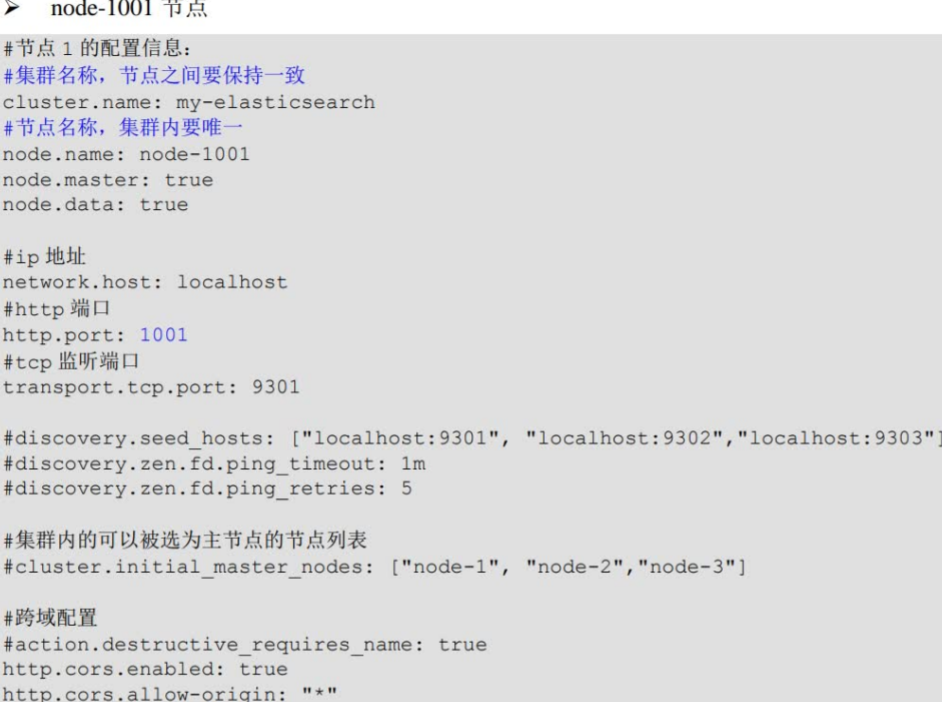 ➢ node-1001 节点
#节点 1 的配置信息：
#集群名称，节点之间要保持一致
cluster.name: my-elasticsearch
#节点名称，集群内要唯一
node.name: node-1001
node.master: true
node.data: true
#ip 地址
network.host: localhost
#http 端口
http.port: 1001
#tcp 监听端口
transport.tcp.port: 9301
#discovery.seed_hosts: ["localhost:9301", "localhost:9302","localhost:9303"]
#discovery.zen.fd.ping_timeout: 1m
#discovery.zen.fd.ping_retries: 5
#集群内的可以被选为主节点的节点列表
#cluster.initial_master_nodes: ["node-1", "node-2","node-3"]
#跨域配置
#action.destructive_requires_name: true
http.cors.enabled: true
http.cors.allow-origin: "*"